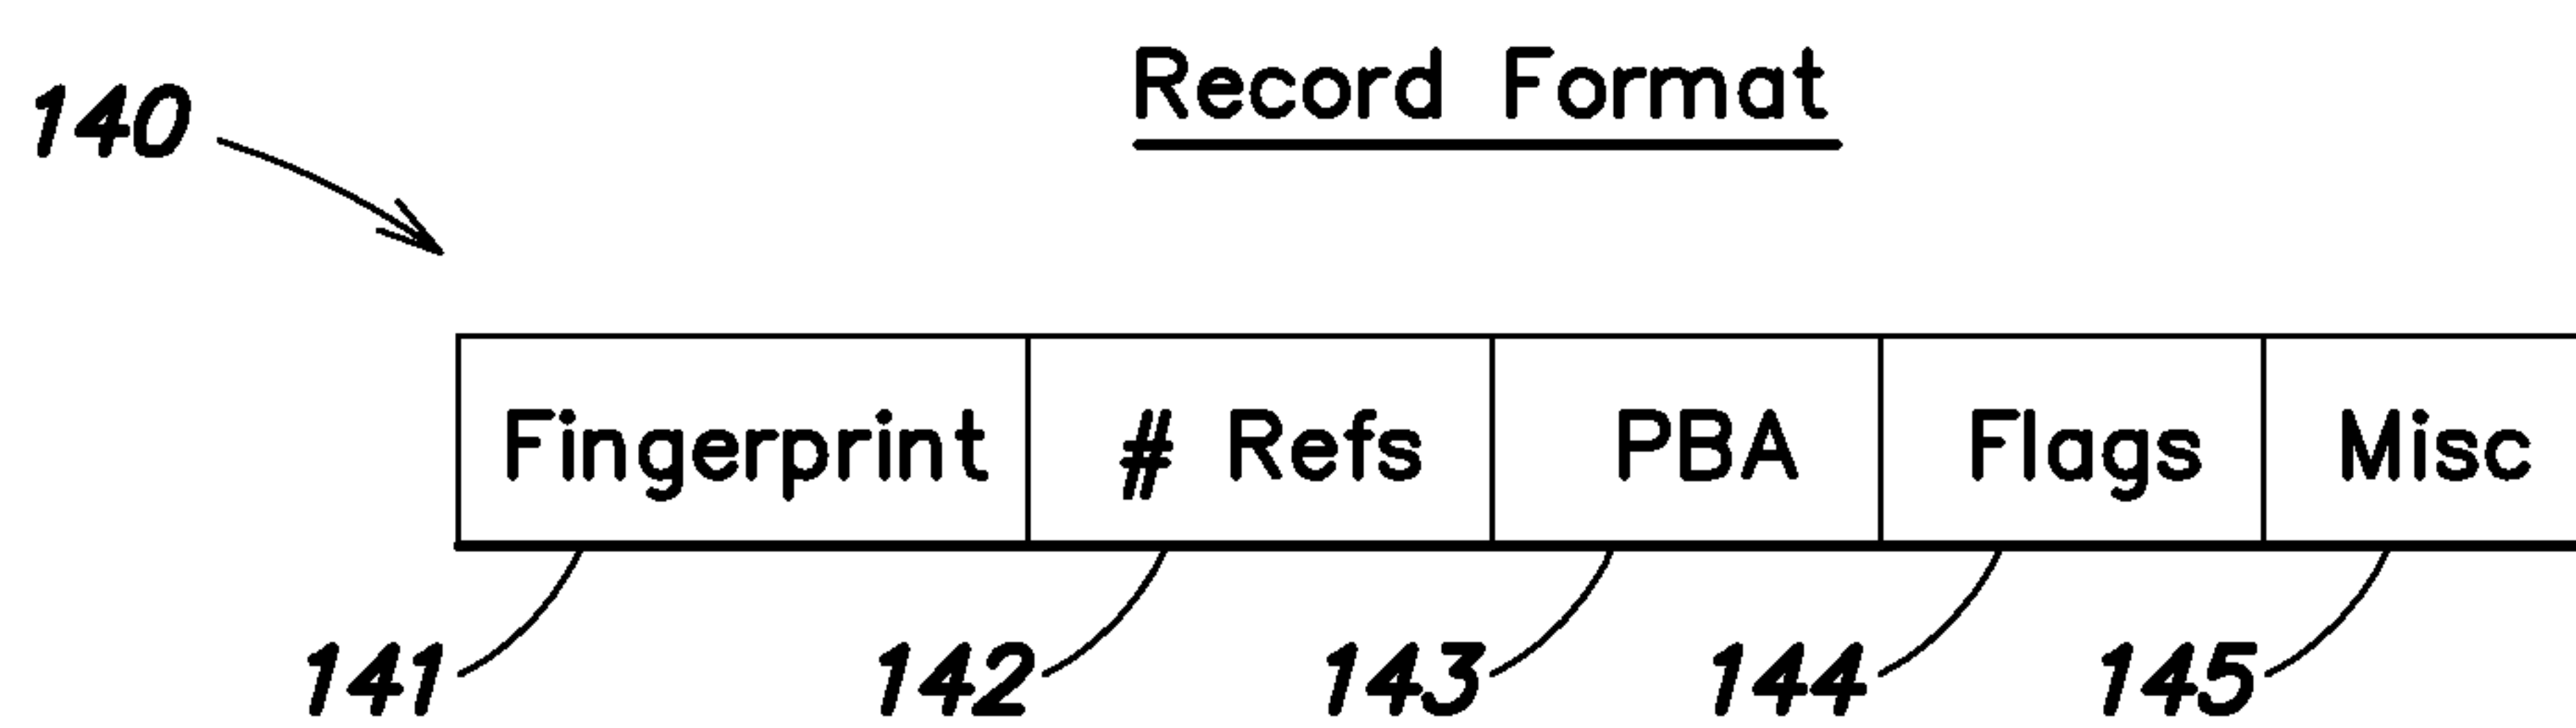 Record Format
140
Fingerprint # Refs PBA Flags Misc
141 142 143 144 145